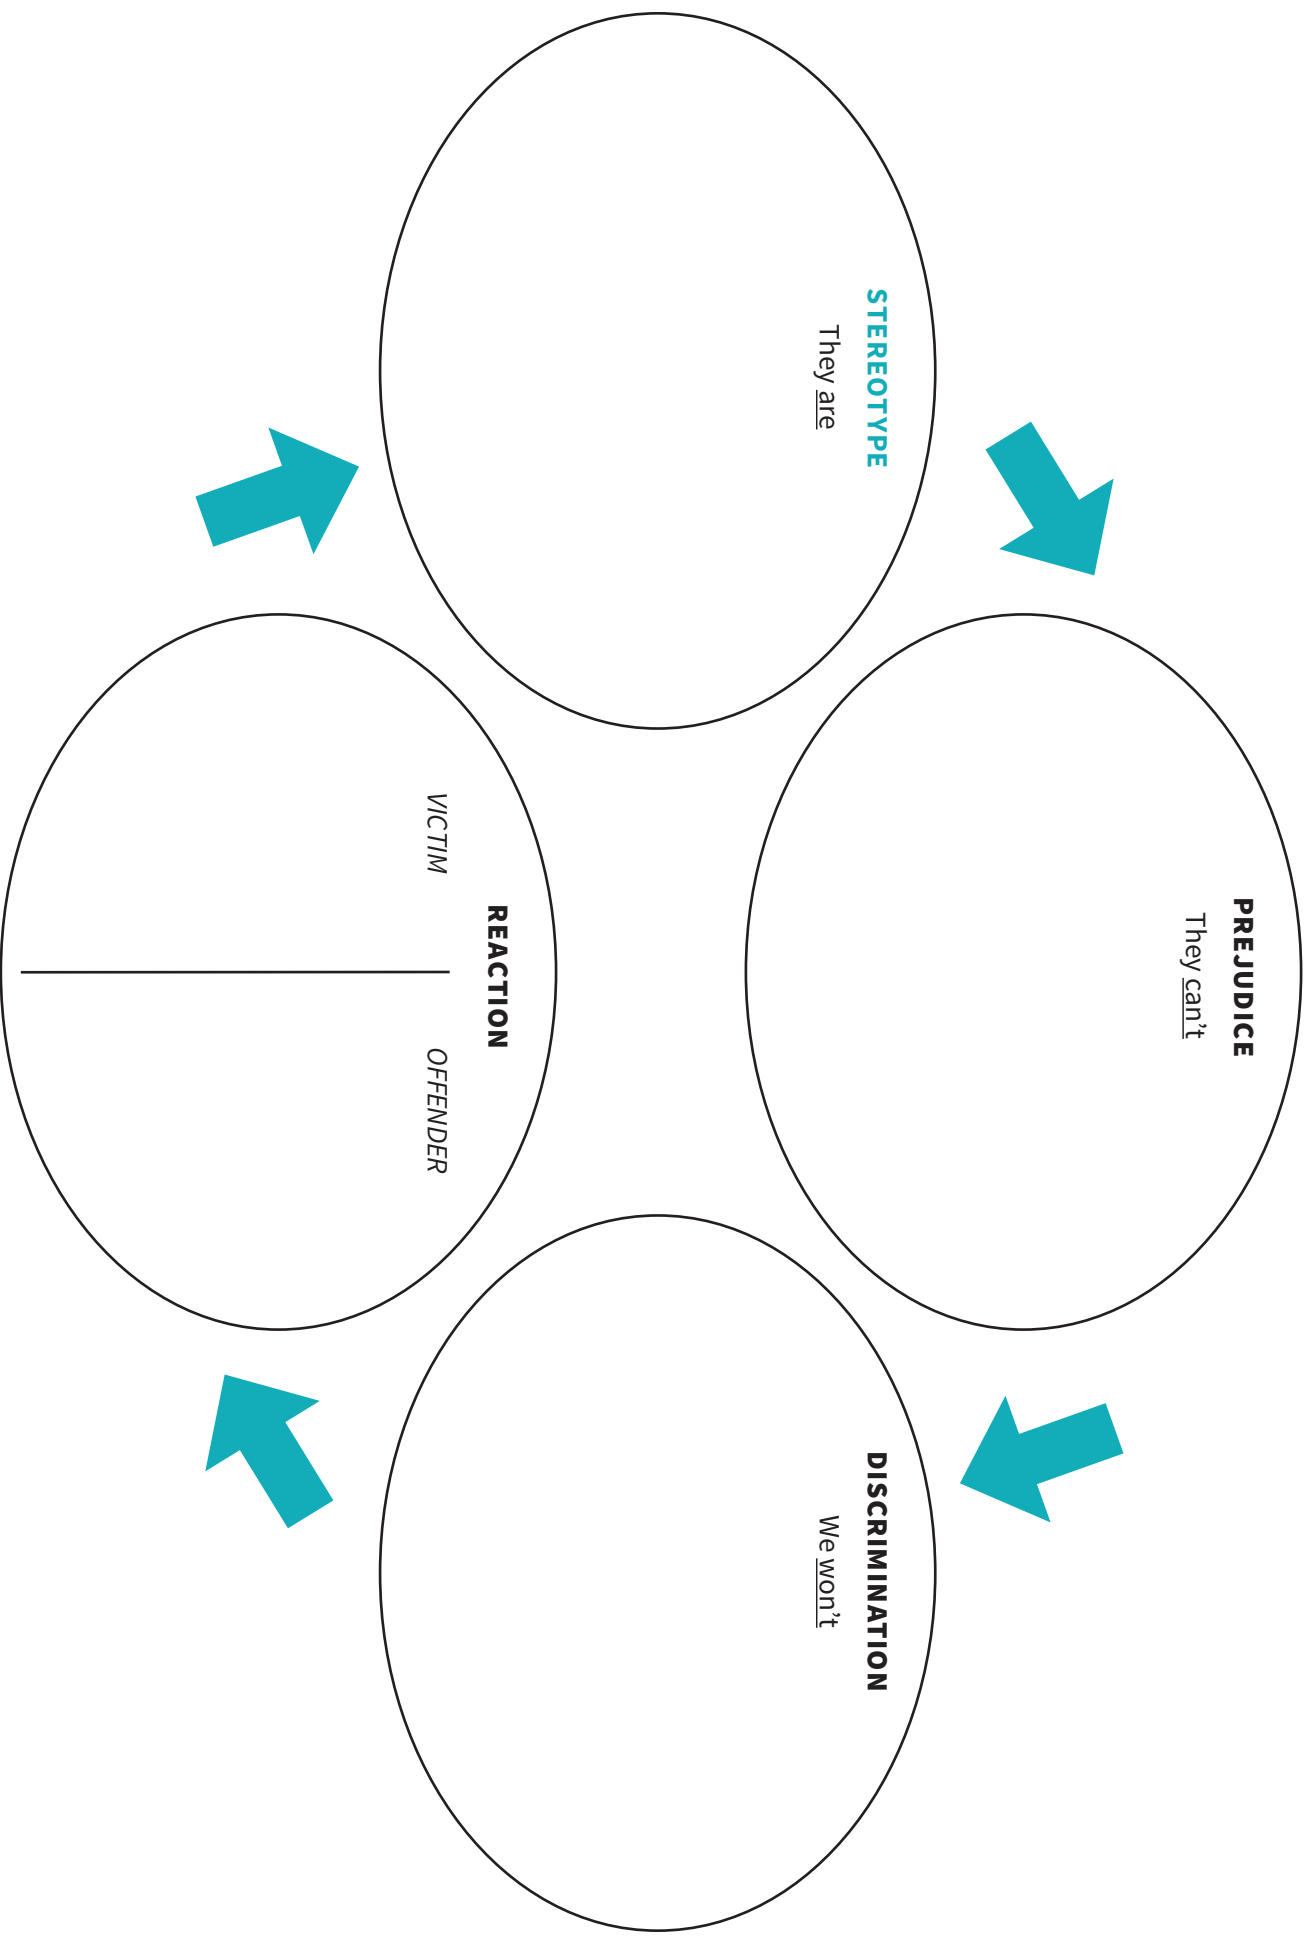 STEREOTYPE
They are
PREJUDICE
They can't
DISCRIMINATION
We won't
REACTION
VICTIM
OFFENDER